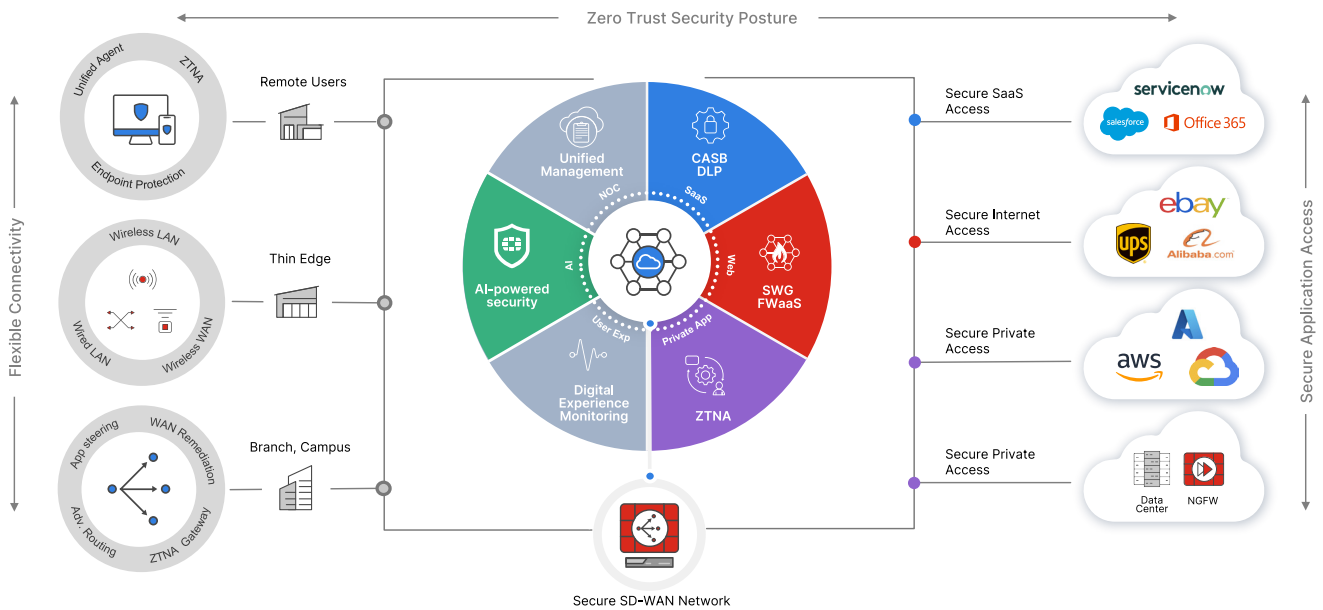 Zero Trust Security Posture
Flexible Connectivity
Unified Agent
ZTNA
Endpoint Protection
Remote Users
Wireless LAN
Wired LAN
Wireless WAN
Thin Edge
App steering
WAN Remediation
Adv. Routing
ZTNA Gateway
Branch, Campus
Unified
Management
NOC
CASB
DLP
SaaS
AI-powered
security
AI
SWG
FWaaS
Web
Digital
Experience
Monitoring
User Exp
ZTNA
Private App
Secure SD-WAN Network
Secure SaaS
Access
servicenow
salesforce
Office 365
Secure Internet
Access
ebay
ups
Alibaba.com
Secure Private
Access
aws
Secure Private
Access
Data
Center
NGFW
Secure Application Access